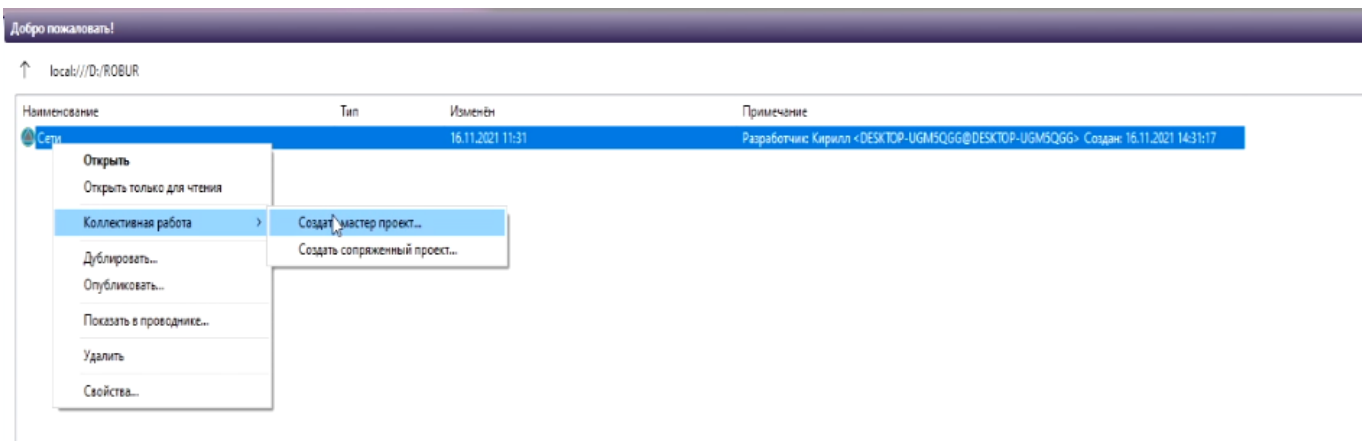 Добро пожаловать!
local:///D:/ROBUR
Наименование Тип Изменён Примечание
Сети 16.11.2021 11:31 Разработчик: Кирилл <DESKTOP-UGM5QGG@DESKTOP-UGM5QGG> Создан: 16.11.2021 14:31:17
Открыть
Открыть только для чтения
Коллективная работа
Создать мастер проект...
Создать сопряженный проект...
Дублировать...
Опубликовать...
Показать в проводнике...
Удалить
Свойства...